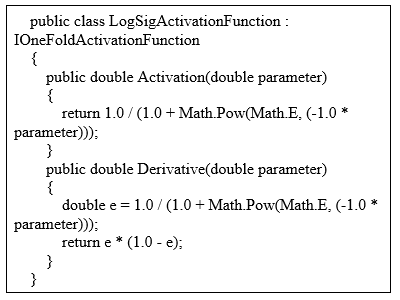 public class LogSigActivationFunction :
IOneFoldActivationFunction
{
public double Activation(double parameter)
{
return 1.0 / (1.0 + Math.Pow(Math.E, (-1.0 *
parameter)));
}
public double Derivative(double parameter)
{
double e = 1.0 / (1.0 + Math.Pow(Math.E, (-1.0 *
parameter)));
return e * (1.0 - e);
}
}